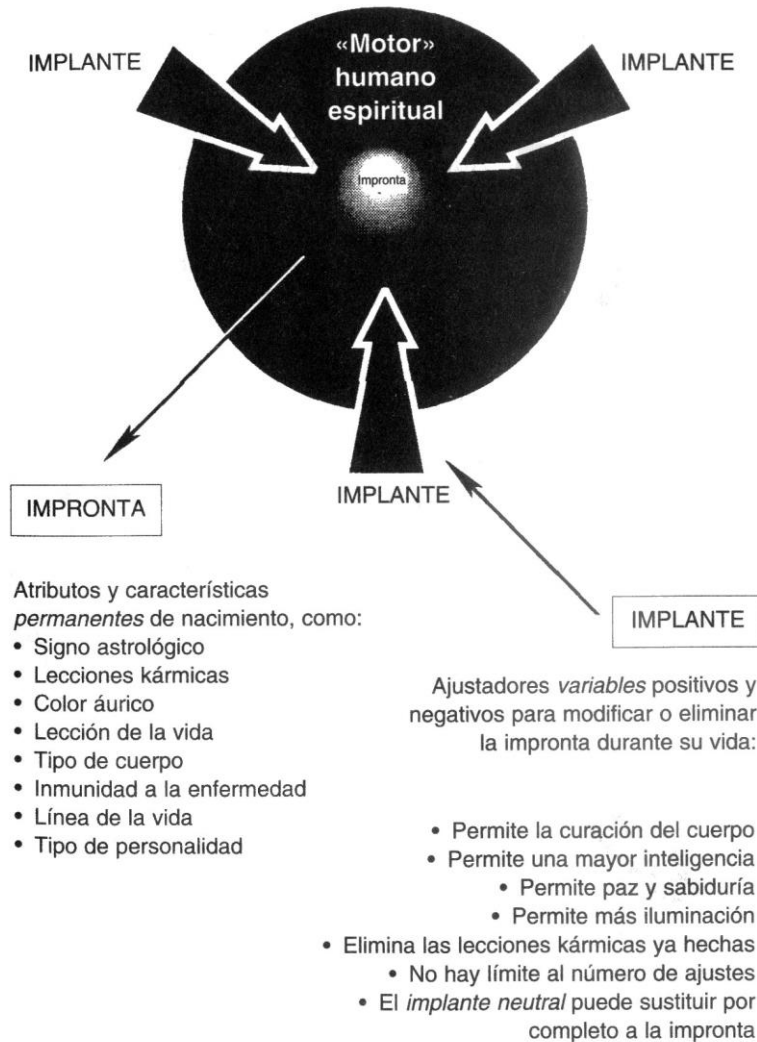 IMPLANTE
«Motor»
humano
espiritual
IMPLANTE
Impronta
IMPLANTE
IMPRONTA
Atributos y características
permanentes de nacimiento, como:
• Signo astrológico
• Lecciones kármicas
• Color áurico
• Lección de la vida
• Tipo de cuerpo
• Inmunidad a la enfermedad
• Línea de la vida
• Tipo de personalidad
IMPLANTE
Ajustadores variables positivos y
negativos para modificar o eliminar
la impronta durante su vida:
• Permite la curación del cuerpo
• Permite una mayor inteligencia
• Permite paz y sabiduría
• Permite más iluminación
• Elimina las lecciones kármicas ya hechas
• No hay límite al número de ajustes
• El implante neutral puede sustituir por
completo a la impronta